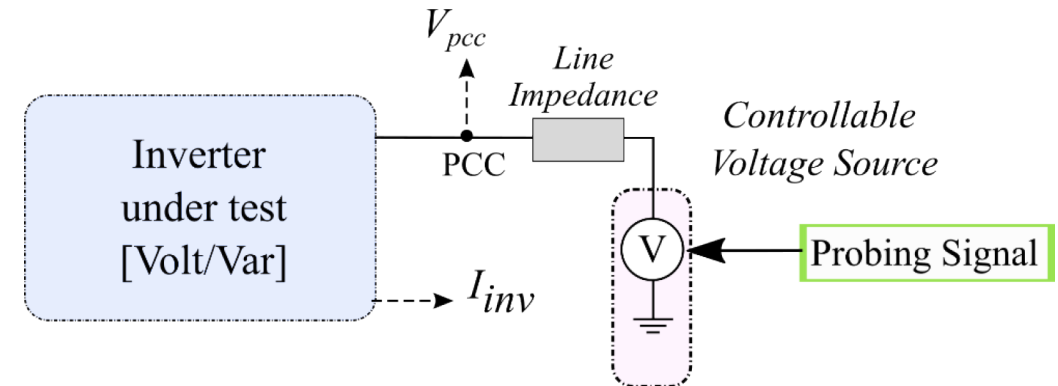 V_pcc
Line
Impedance
Controllable
Voltage Source
PCC
Inverter
under test
[Volt/Var]
V
Probing Signal
I_inv